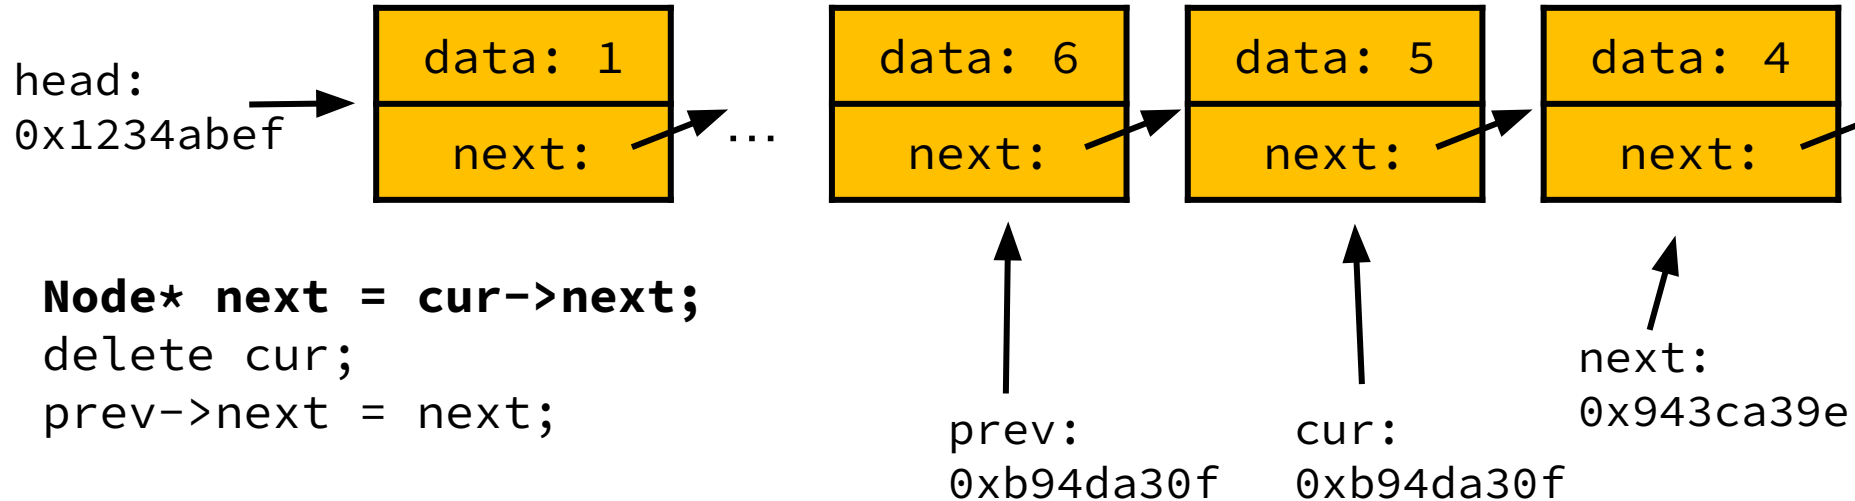 head:
0x1234abef
data: 1
next:
...
data: 6
next:
data: 5
next:
data: 4
next:
Node* next = cur->next;
delete cur;
prev->next = next;
prev:
0xb94da30f
cur:
0xb94da30f
next:
0x943ca39e